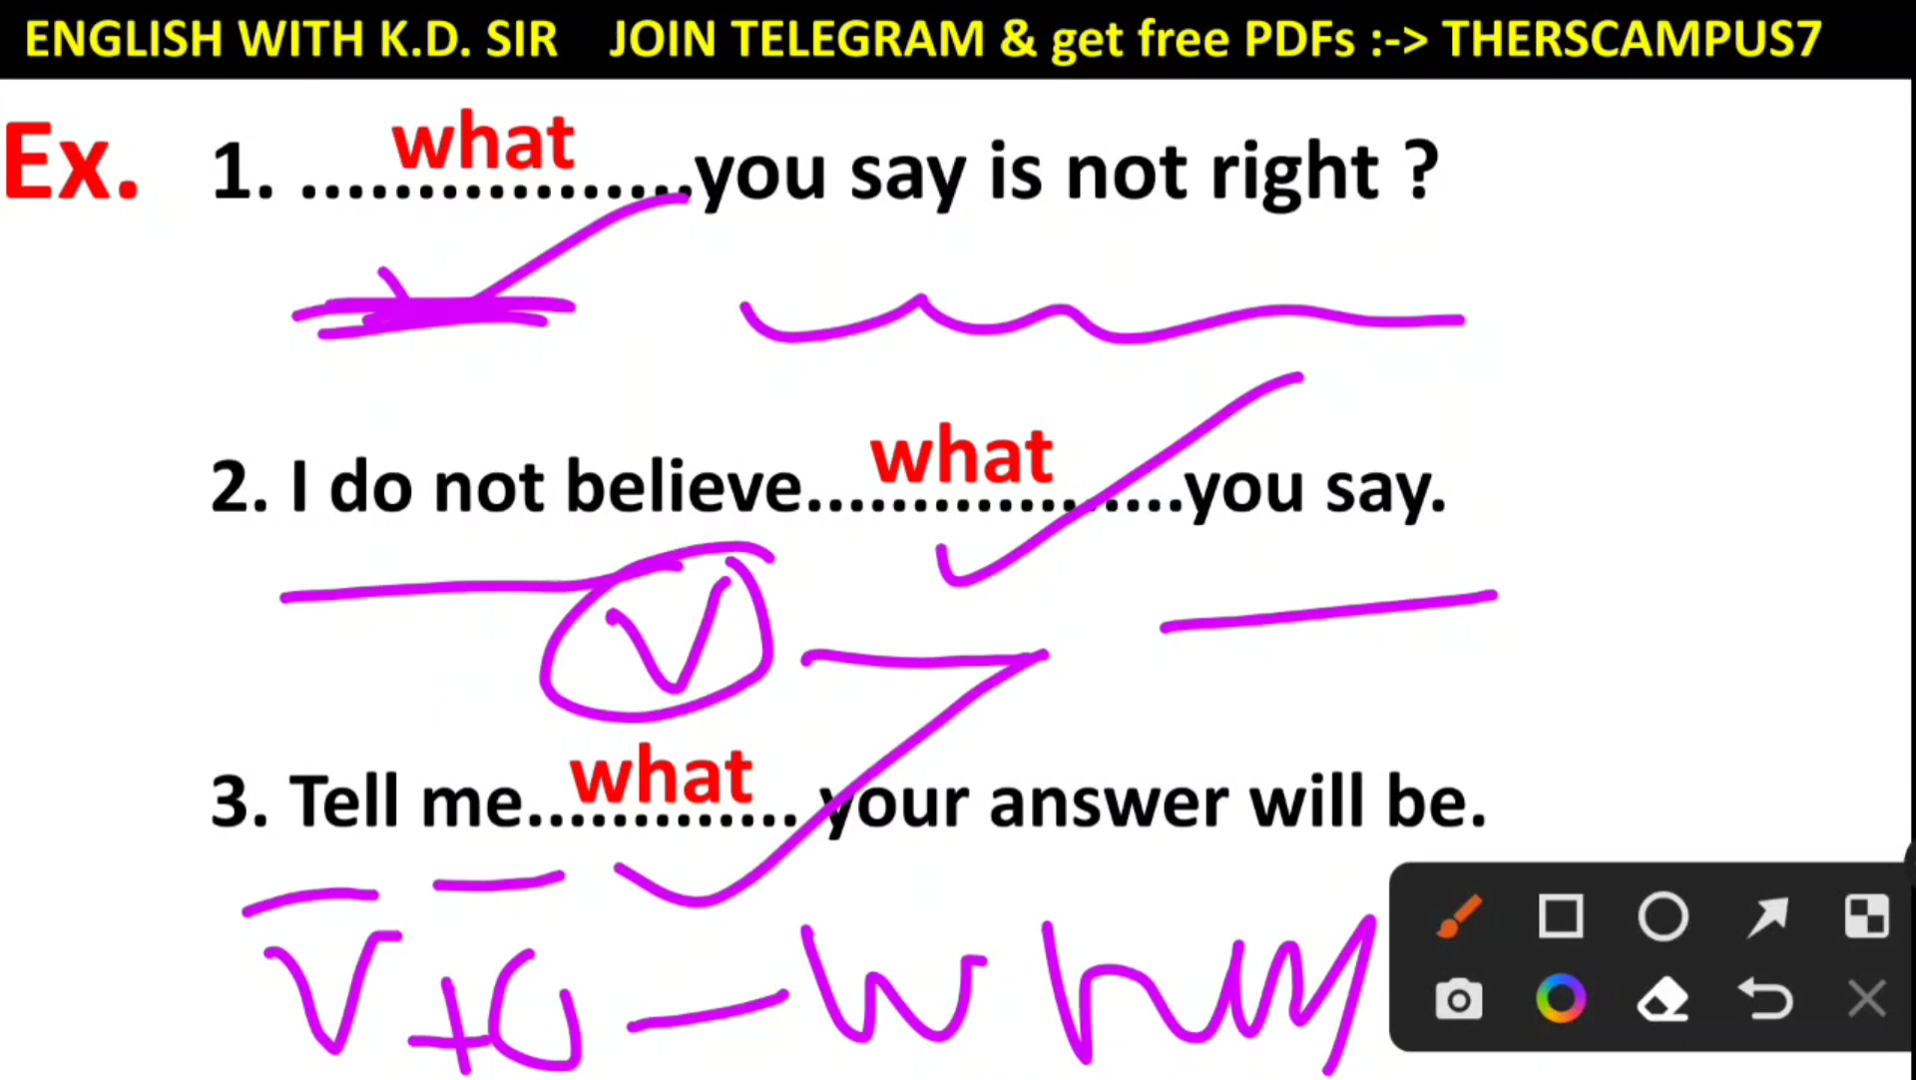 ENGLISH WITH K.D. SIR JOIN TELEGRAM & get free PDFs :-> THERSCAMPUS7
Ex. 1. .................what you say is not right ?
2. I do not believe..................what you say.
3. Tell me.............what your answer will be.
V
V +